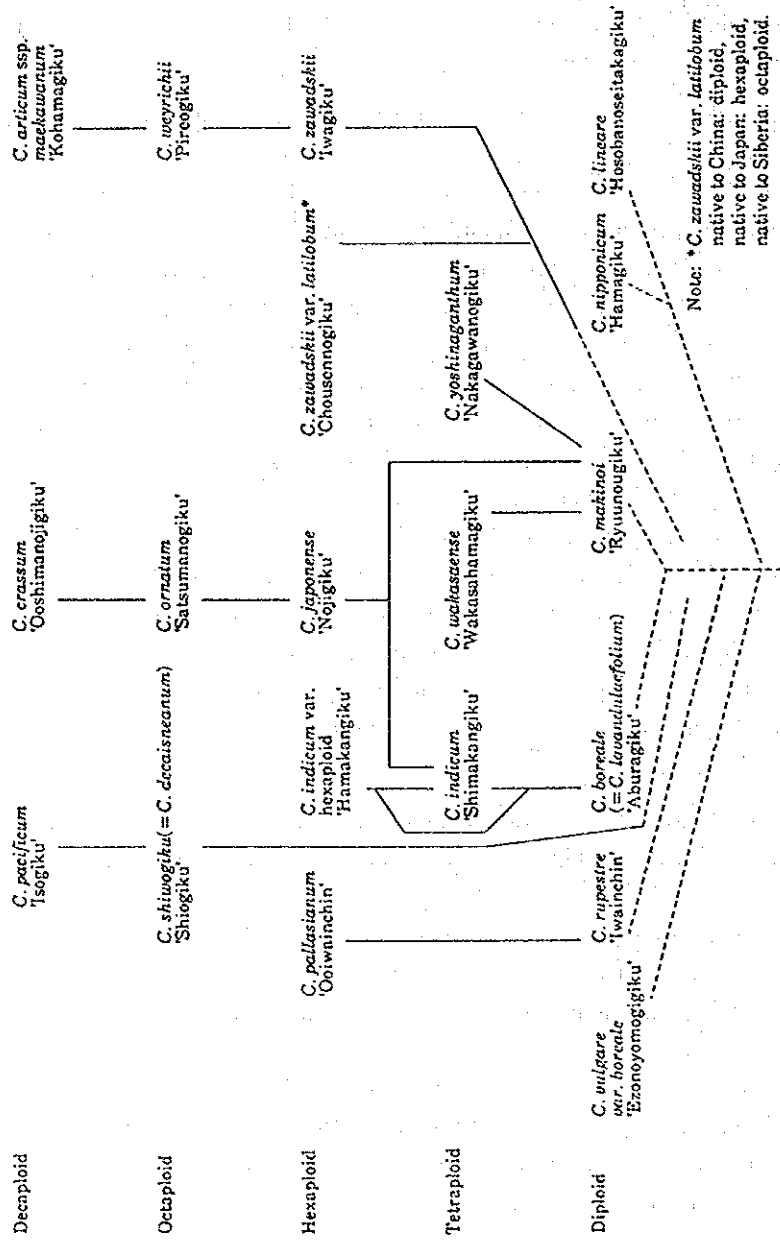 Decaploid
C. pacificum
'Isogiku'
C. crassum
'Ooshimanojigiku'
C. articum ssp.
maekawanum
'Kohamagiku'
Octaploid
C. shiwogiku(=C. decaisneanum)
'Shiogiku'
C. ornatum
'Satsumanogiku'
C. weyrichii
'Pireogiku'
Hexaploid
C. pallasianum
'Ooiwainchin'
C. indicum var.
hexaploid
'Hamakangiku'
C. japonense
'Nojigiku'
C. zawadskii var. latilobum*
'Chousennogiku'
C. zawadskii
'Iwagiku'
Tetraploid
C. indicum
'Shimakangiku'
C. wakasaense
'Wakasahamagiku'
C. yoshinaganthum
'Nakagawanogiku'
Diploid
C. vulgare
var. boreale
'Ezonoyomogigiku'
C. rupestre
'Iwainchin'
C. boreale
(=C. lavandulaefolium)
'Aburagiku'
C. makinoi
'Ryuunougiku'
C. nipponicum
'Hamagiku'
C. lineare
'Hosobanoseitakagiku'
Note: *C. zawadskii var. latilobum
native to China: diploid,
native to Japan: hexaploid,
native to Siberia: octaploid.